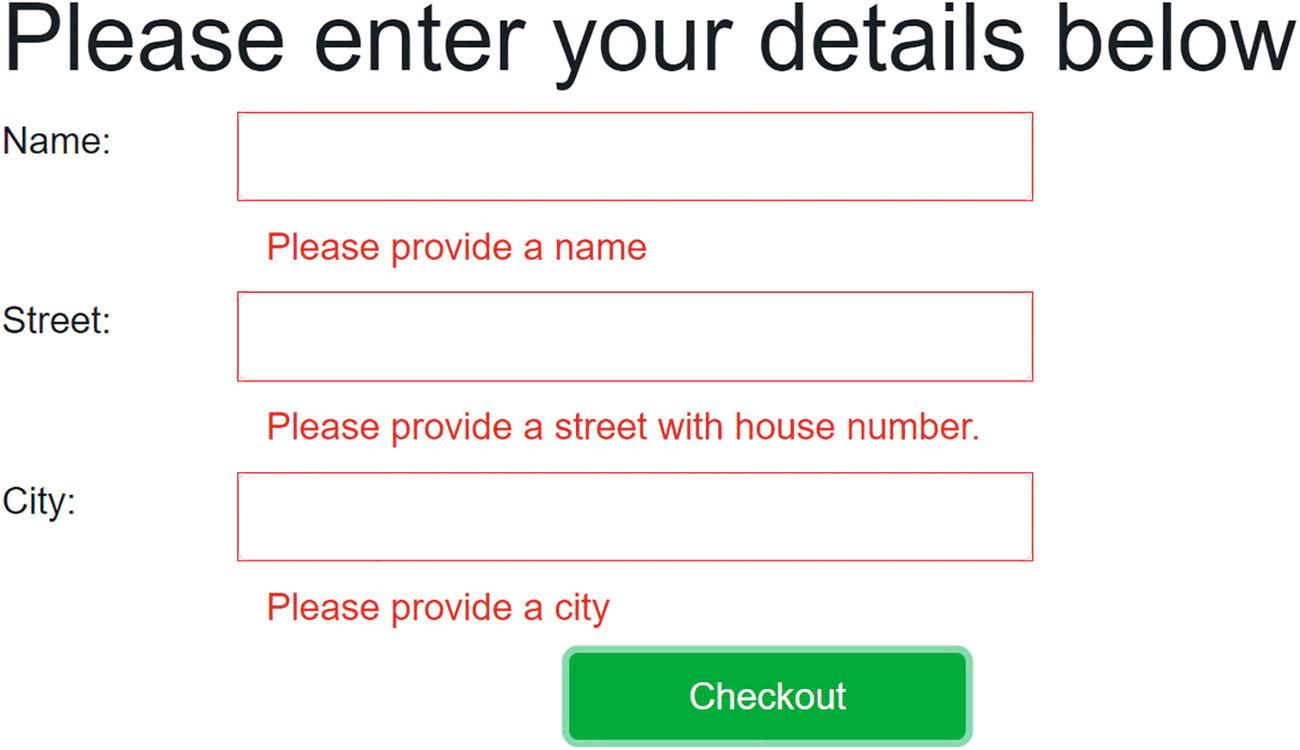 Please enter your details below
Name:
Please provide a name
Street:
Please provide a street with house number.
City:
Please provide a city
Checkout